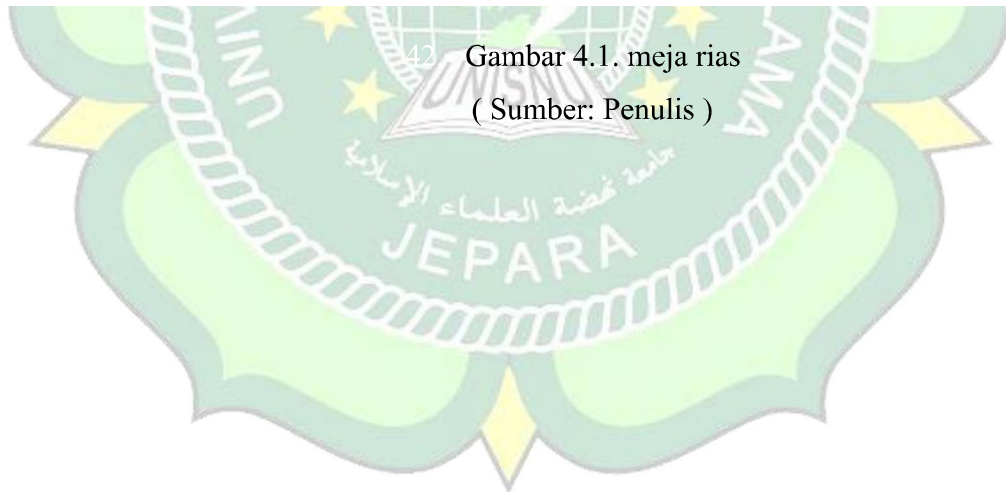 42
Gambar 4.1. meja rias
( Sumber: Penulis )
UNISNU
جامعة نهضة العلماء الإسلامية
JEPARA